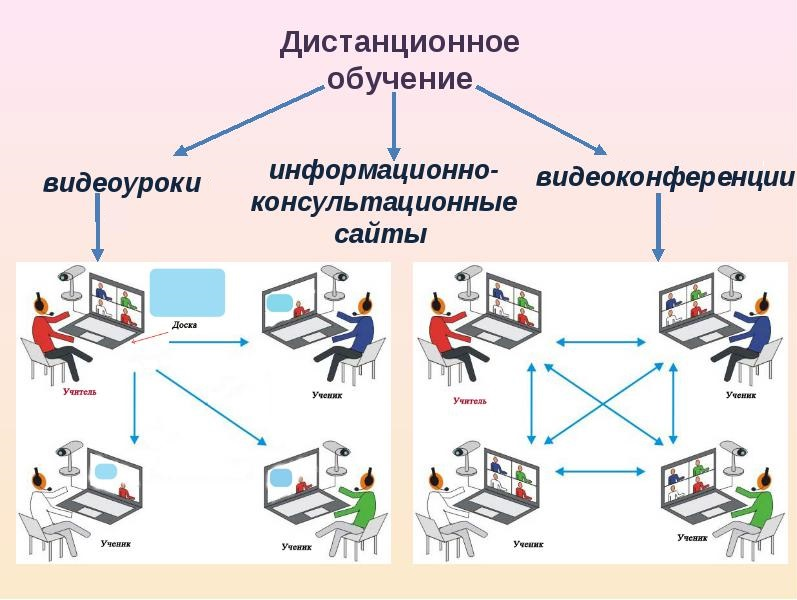 Дистанционное
обучение
видеоуроки
информационно-
консультационные
сайты
видеоконференции
Доска
Учитель
Ученик
Ученик
Ученик
Учитель
Ученик
Ученик
Ученик